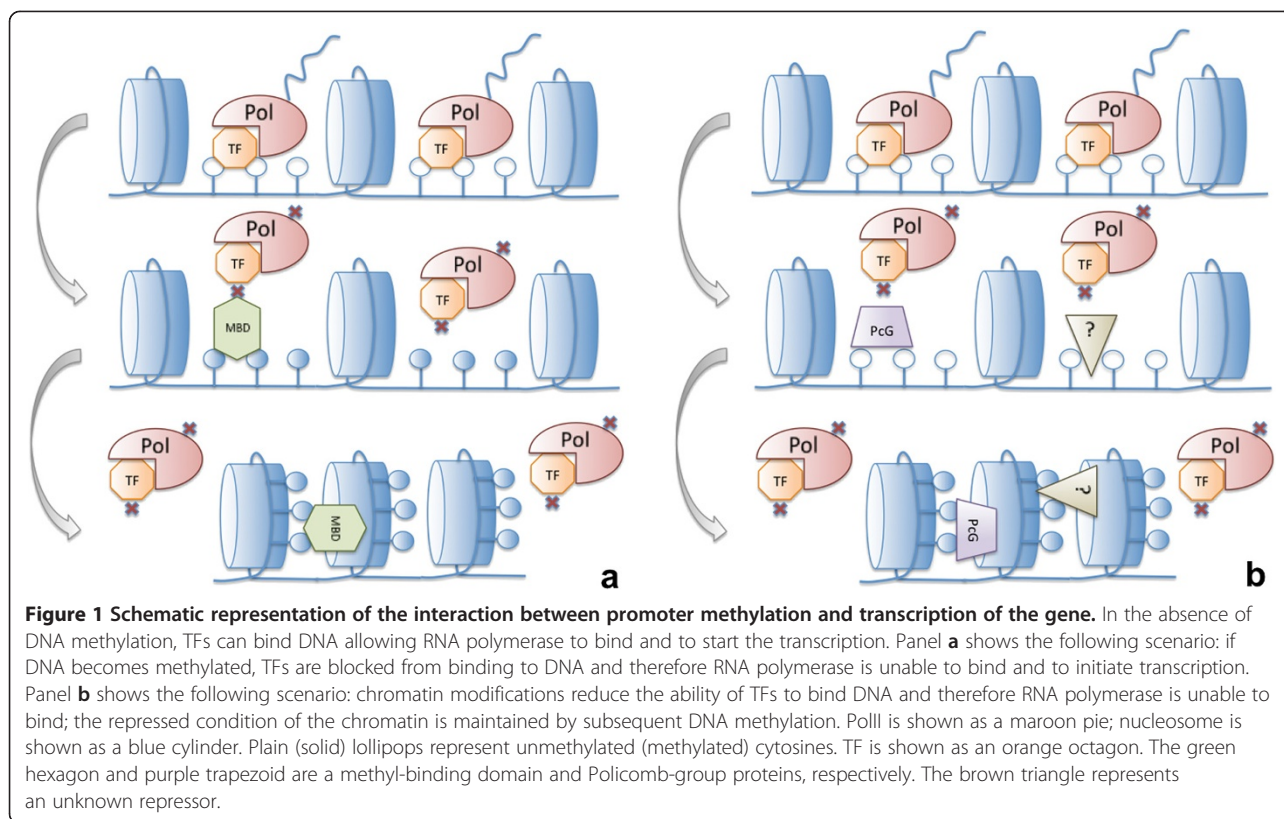 Pol Pol Pol Pol
TF TF TF TF
Pol Pol Pol Pol
TF TF TF TF
MBD PcG ?
Pol Pol Pol Pol
TF TF TF TF
MBD PcG ?
a b
Figure 1 Schematic representation of the interaction between promoter methylation and transcription of the gene. In the absence of
DNA methylation, TFs can bind DNA allowing RNA polymerase to bind and to start the transcription. Panel a shows the following scenario: if
DNA becomes methylated, TFs are blocked from binding to DNA and therefore RNA polymerase is unable to bind and to initiate transcription.
Panel b shows the following scenario: chromatin modifications reduce the ability of TFs to bind DNA and therefore RNA polymerase is unable to
bind; the repressed condition of the chromatin is maintained by subsequent DNA methylation. PolII is shown as a maroon pie; nucleosome is
shown as a blue cylinder. Plain (solid) lollipops represent unmethylated (methylated) cytosines. TF is shown as an orange octagon. The green
hexagon and purple trapezoid are a methyl-binding domain and Policomb-group proteins, respectively. The brown triangle represents
an unknown repressor.